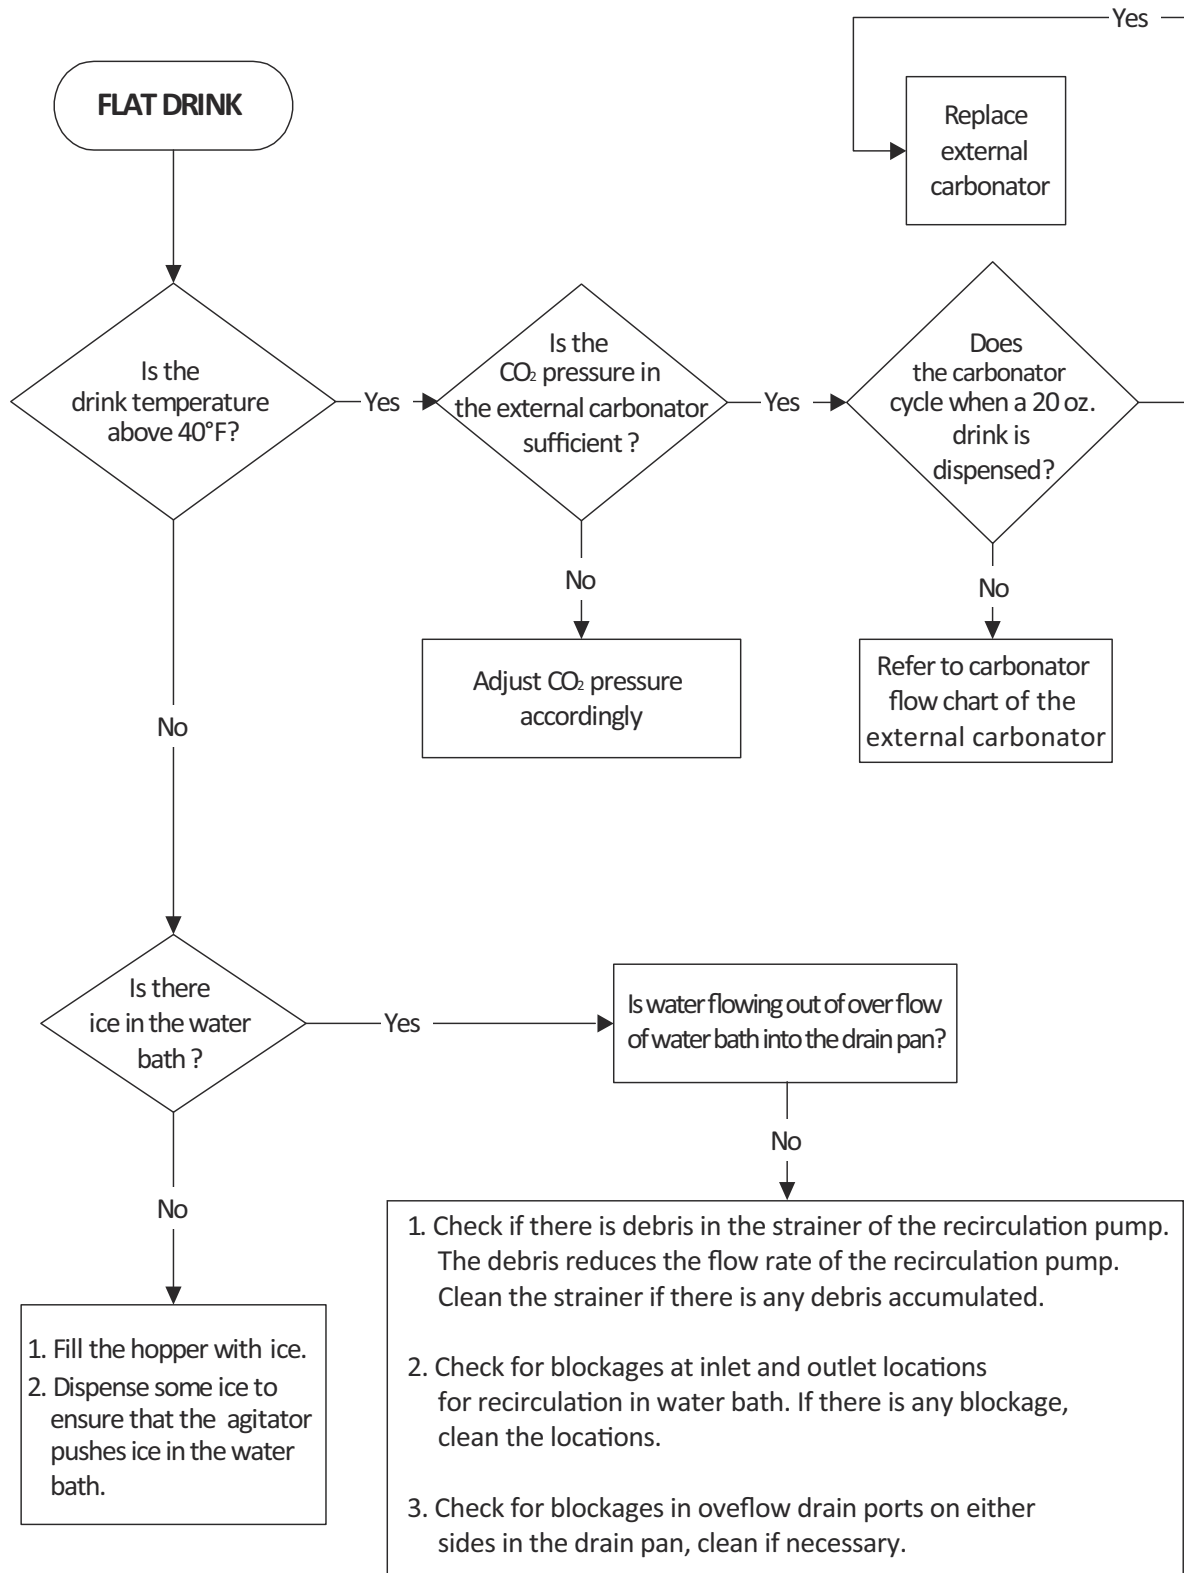 FLAT DRINK
Yes
Replace
external
carbonator
Is the
drink temperature
above 40°F?
Yes
Is the
CO₂ pressure in
the external carbonator
sufficient ?
Yes
Does
the carbonator
cycle when a 20 oz.
drink is
dispensed?
No
Adjust CO₂ pressure
accordingly
No
Refer to carbonator
flow chart of the
external carbonator
No
Is there
ice in the water
bath ?
Yes
Is water flowing out of over flow
of water bath into the drain pan?
No
1. Fill the hopper with ice.
2. Dispense some ice to
ensure that the agitator
pushes ice in the water
bath.
No
1. Check if there is debris in the strainer of the recirculation pump.
The debris reduces the flow rate of the recirculation pump.
Clean the strainer if there is any debris accumulated.
2. Check for blockages at inlet and outlet locations
for recirculation in water bath. If there is any blockage,
clean the locations.
3. Check for blockages in oveflow drain ports on either
sides in the drain pan, clean if necessary.